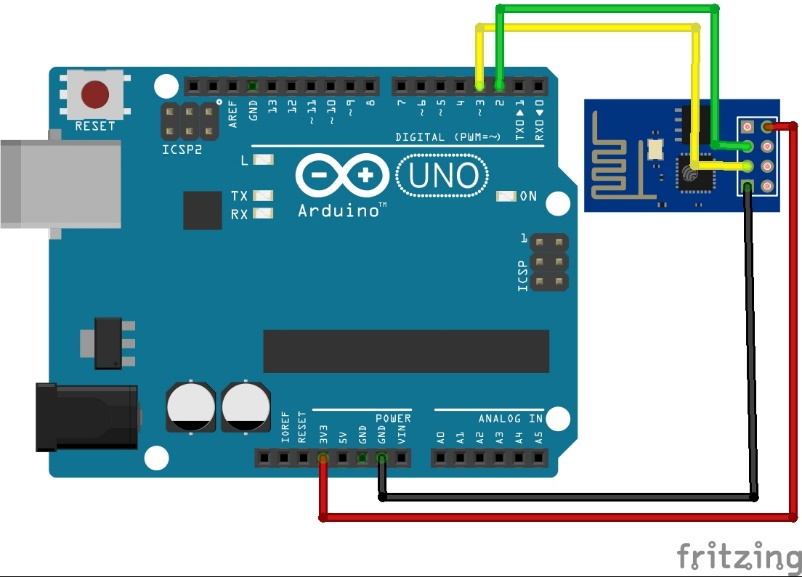 RESET
ICSP2
AREF
GND
13
12
~11
~10
~9
8
7
~6
~5
4
~3
2
TX0▶1
RX0◀0
DIGITAL (PWM=~)
L
TX
RX
UNO
ON
Arduino™
1
ICSP
IOREF
RESET
3V3
5V
GND
GND
VIN
POWER
ANALOG IN
A0
A1
A2
A3
A4
A5
fritzing